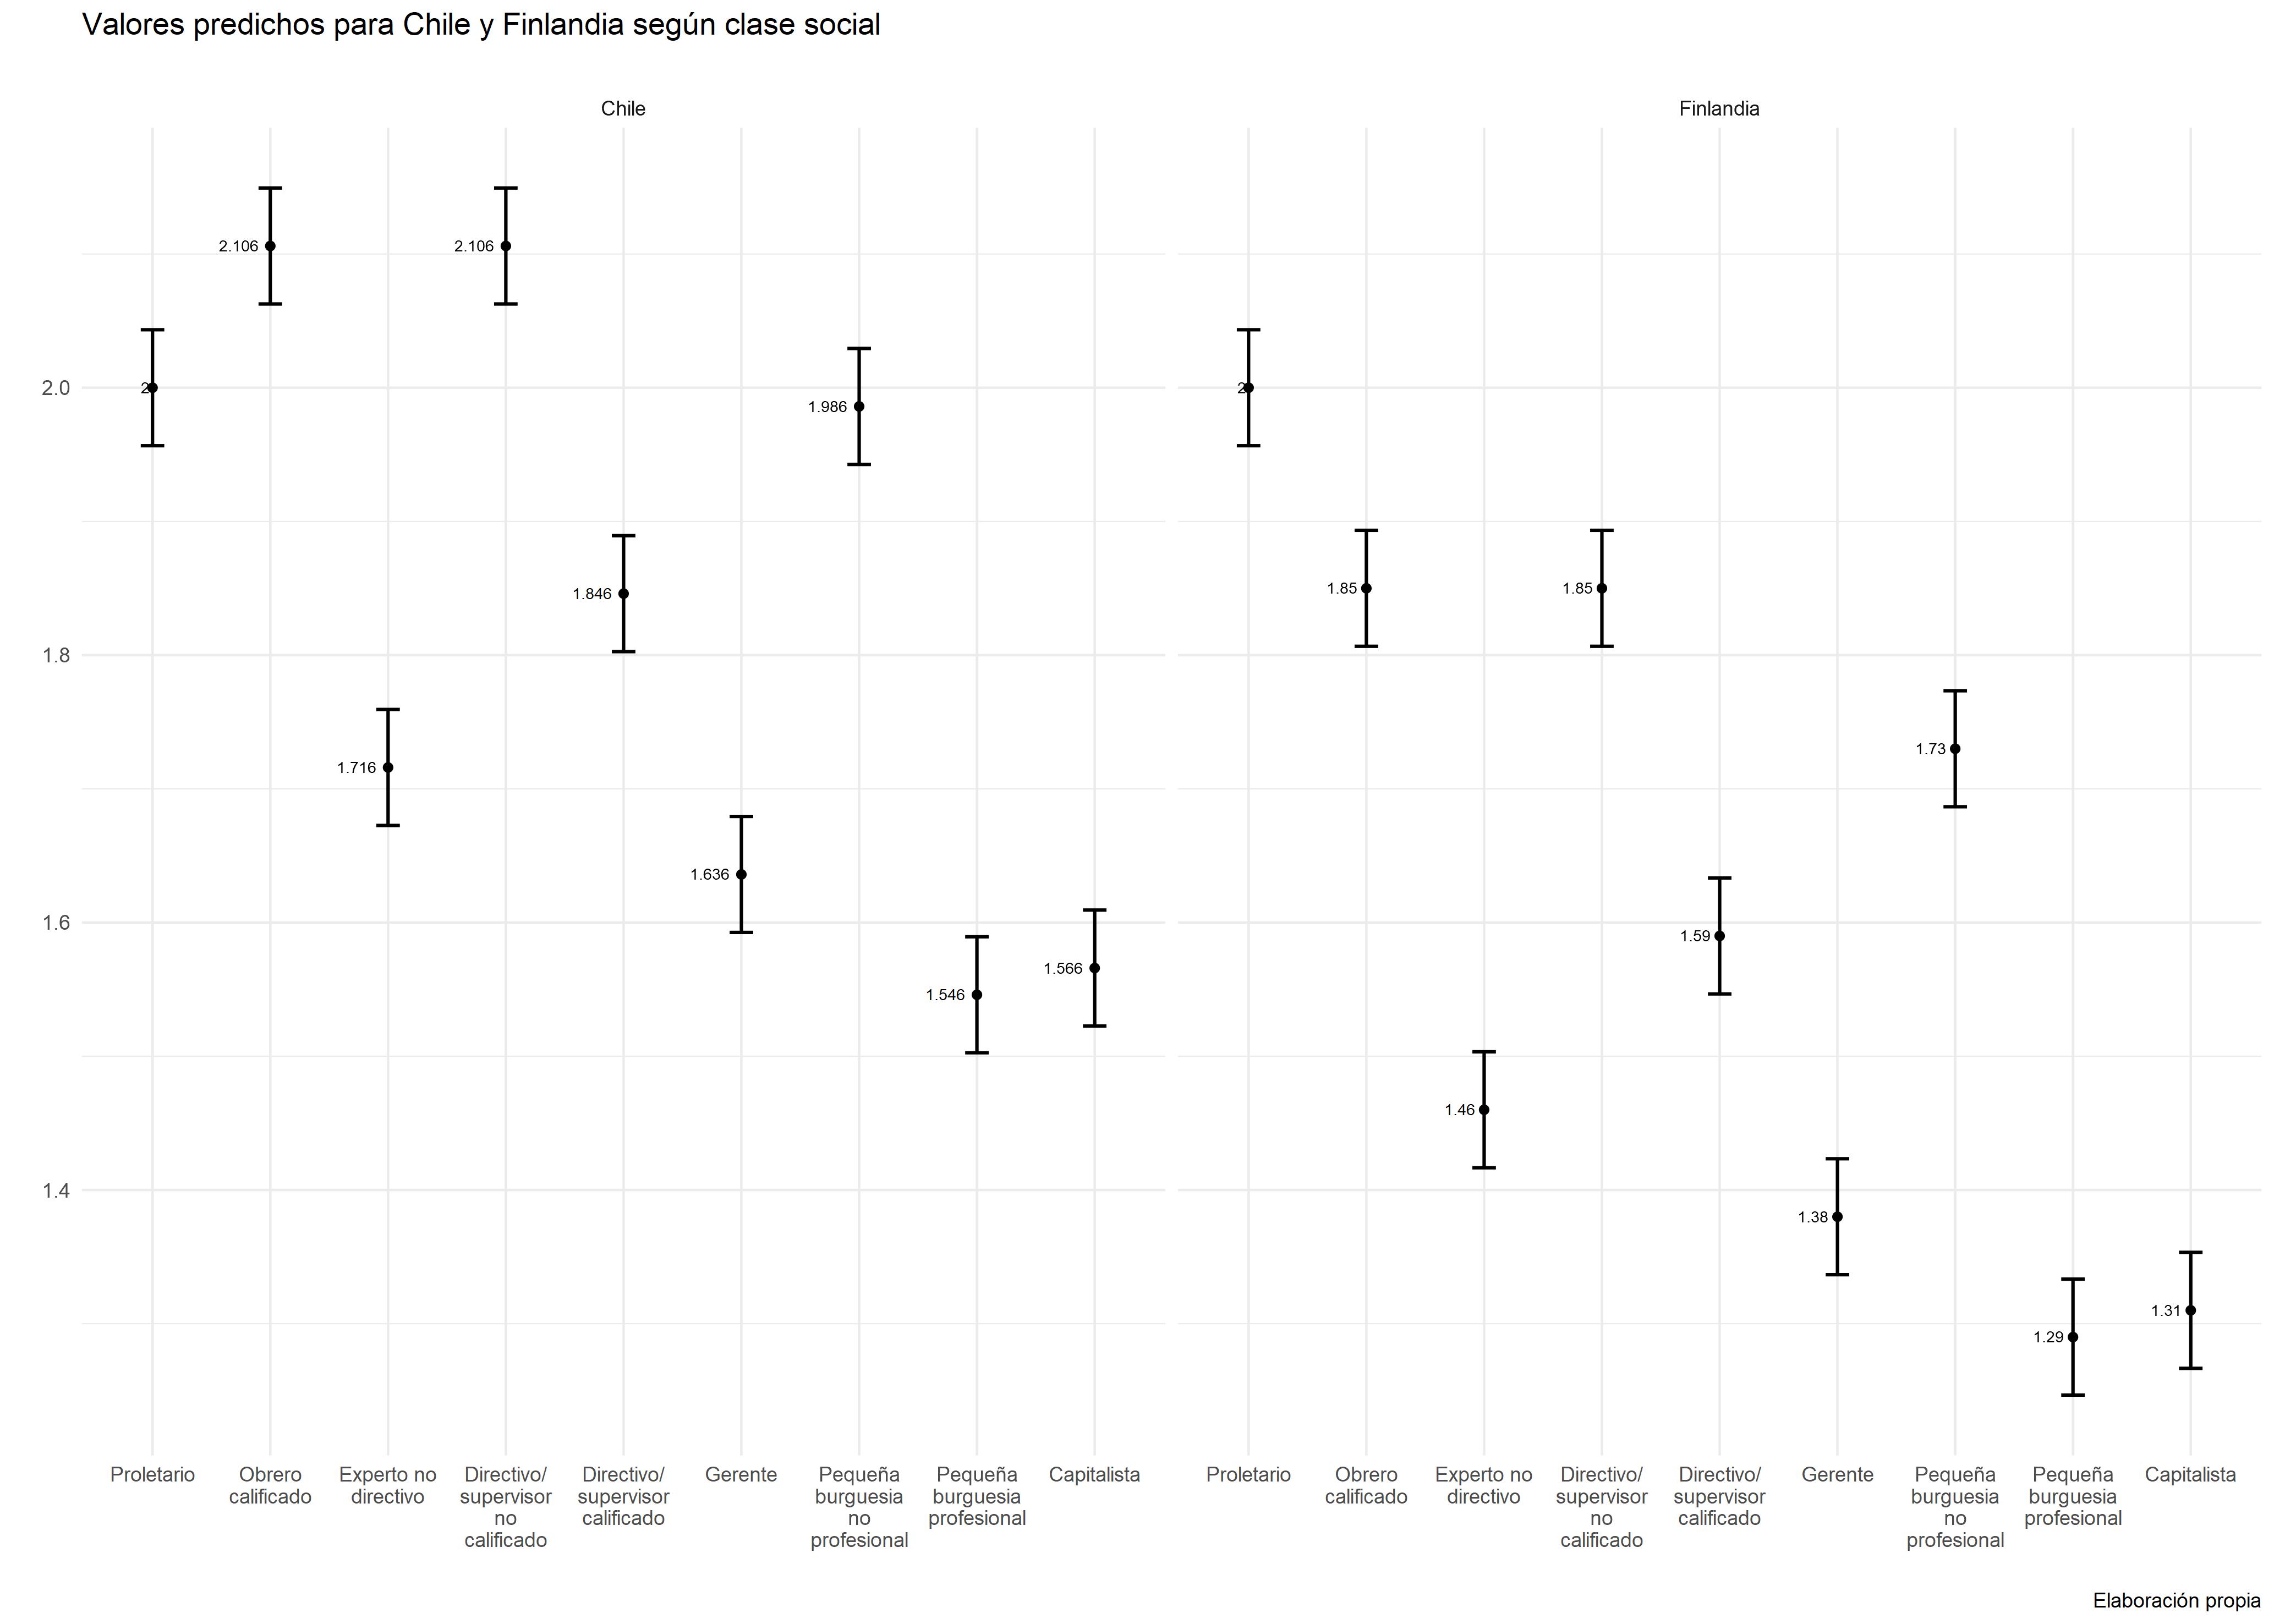 Valores predichos para Chile y Finlandia según clase social
Chile
Finlandia
2.0
1.8
1.6
1.4
2
2.106
1.716
2.106
1.846
1.636
1.986
1.546
1.566
2
1.85
1.46
1.85
1.59
1.38
1.73
1.29
1.31
Proletario
Obrero
calificado
Experto no
directivo
Directivo/
supervisor
no
calificado
Directivo/
supervisor
calificado
Gerente
Pequeña
burguesia
no
profesional
Pequeña
burguesia
profesional
Capitalista
Proletario
Obrero
calificado
Experto no
directivo
Directivo/
supervisor
no
calificado
Directivo/
supervisor
calificado
Gerente
Pequeña
burguesia
no
profesional
Pequeña
burguesia
profesional
Capitalista
Elaboración propia